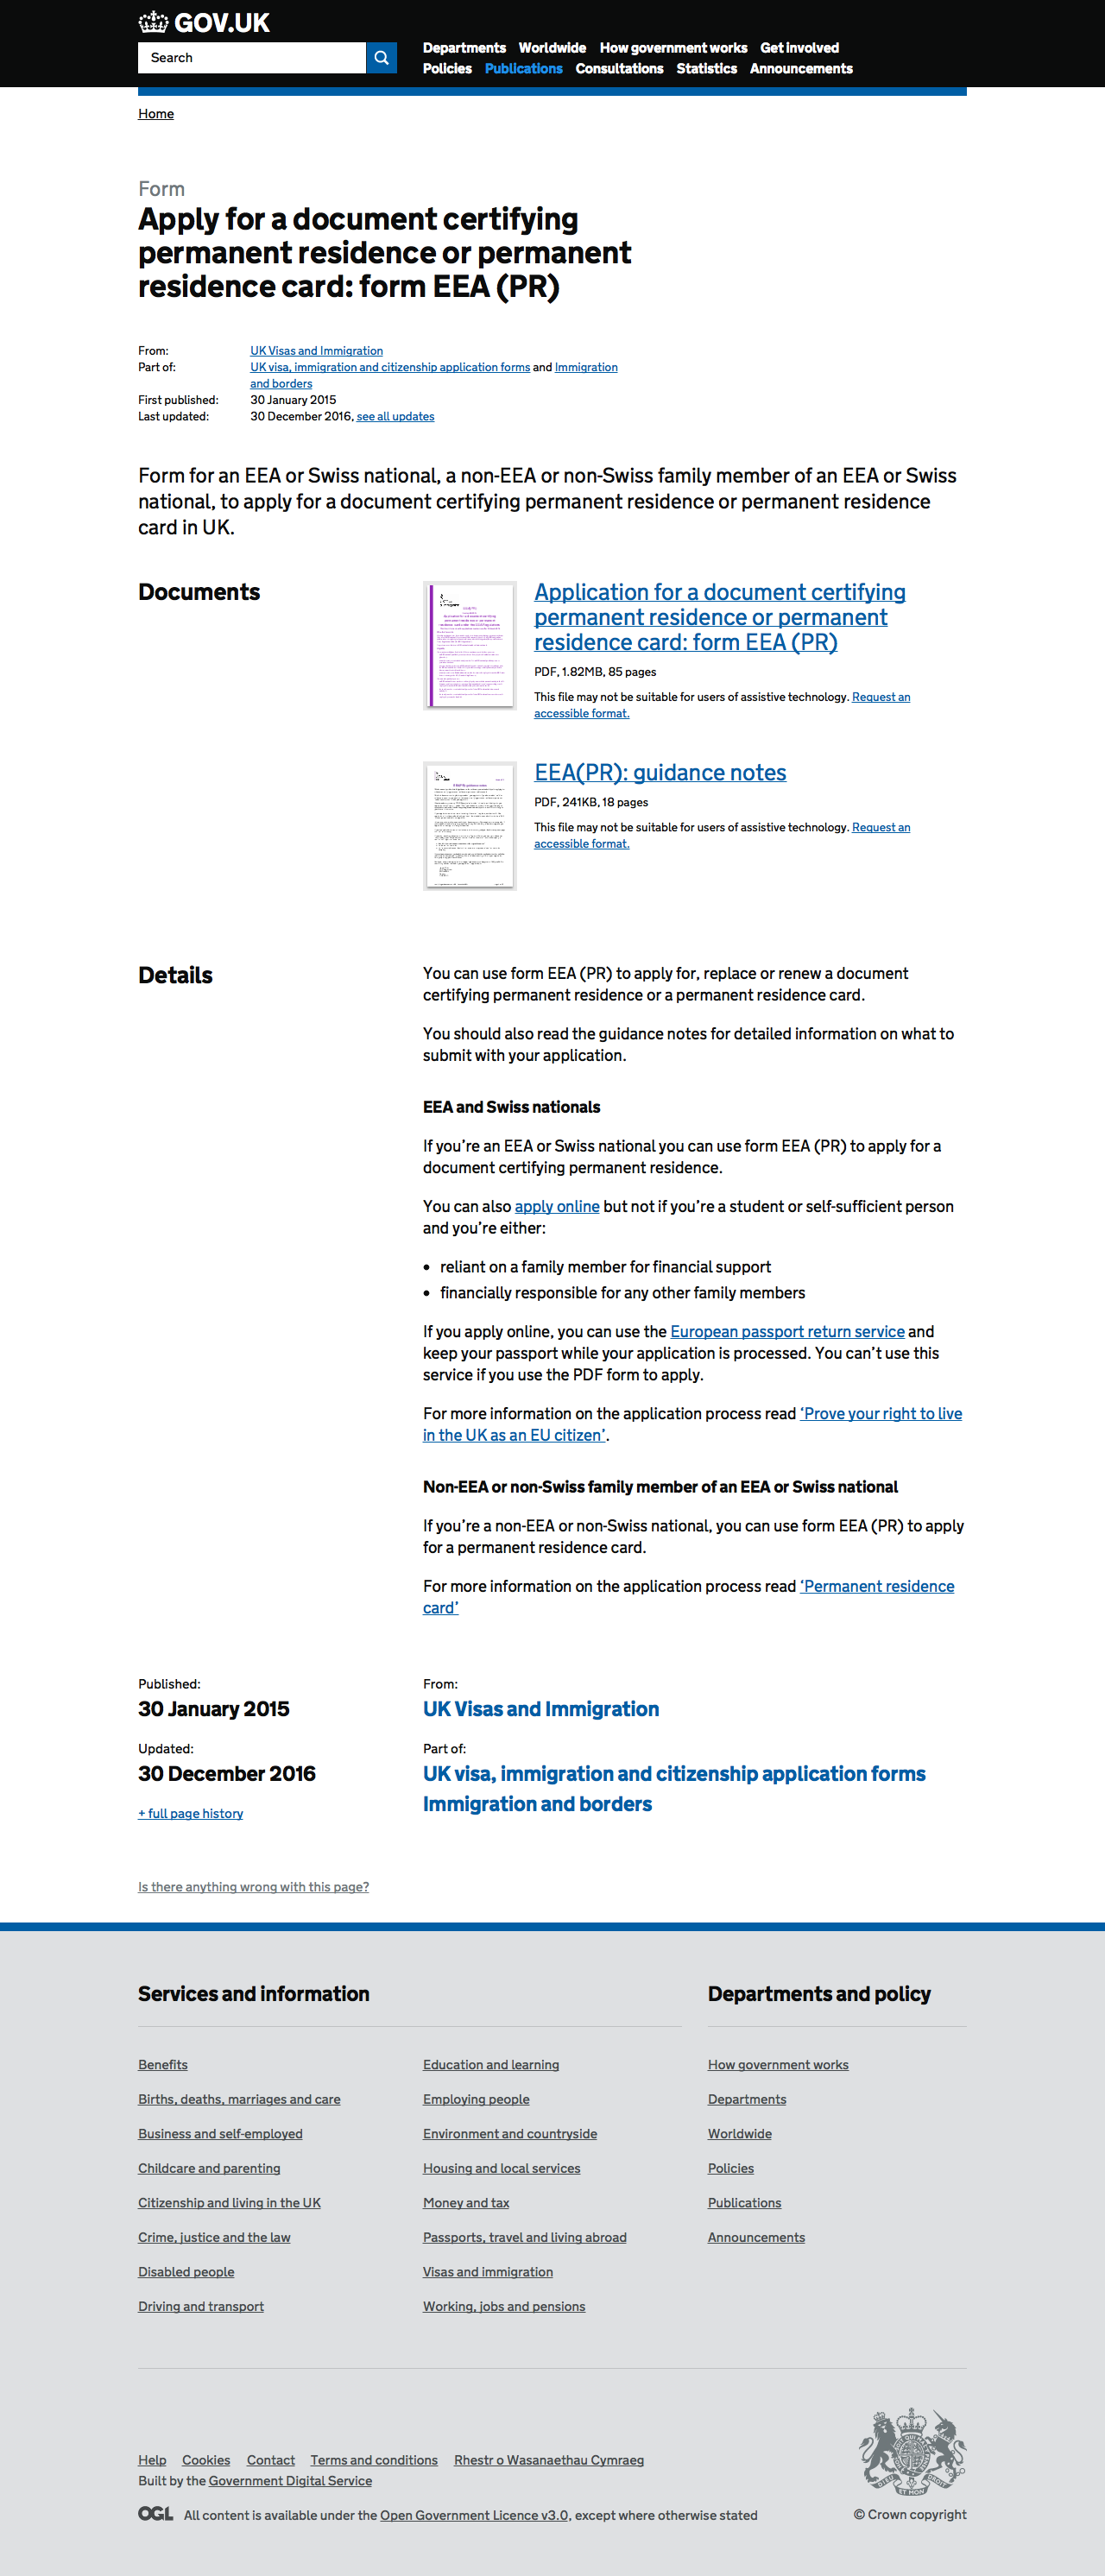 GOV.UK
Search
Departments Worldwide How government works Get involved
Policies Publications Consultations Statistics Announcements
Home
Form
Apply for a document certifying
permanent residence or permanent
residence card: form EEA (PR)
From: UK Visas and Immigration
Part of: UK visa, immigration and citizenship application forms and Immigration
and borders
First published: 30 January 2015
Last updated: 30 December 2016, see all updates
Form for an EEA or Swiss national, a non-EEA or non-Swiss family member of an EEA or Swiss
national, to apply for a document certifying permanent residence or permanent residence
card in UK.
Documents
Application for a document certifying
permanent residence or permanent
residence card: form EEA (PR)
PDF, 1.82MB, 85 pages
This file may not be suitable for users of assistive technology. Request an
accessible format.
EEA(PR): guidance notes
PDF, 241KB, 18 pages
This file may not be suitable for users of assistive technology. Request an
accessible format.
Details
You can use form EEA (PR) to apply for, replace or renew a document
certifying permanent residence or a permanent residence card.
You should also read the guidance notes for detailed information on what to
submit with your application.
EEA and Swiss nationals
If you’re an EEA or Swiss national you can use form EEA (PR) to apply for a
document certifying permanent residence.
You can also apply online but not if you’re a student or self-sufficient person
and you’re either:
• reliant on a family member for financial support
• financially responsible for any other family members
If you apply online, you can use the European passport return service and
keep your passport while your application is processed. You can’t use this
service if you use the PDF form to apply.
For more information on the application process read ‘Prove your right to live
in the UK as an EU citizen’.
Non-EEA or non-Swiss family member of an EEA or Swiss national
If you’re a non-EEA or non-Swiss national, you can use form EEA (PR) to apply
for a permanent residence card.
For more information on the application process read ‘Permanent residence
card’
Published:
30 January 2015
Updated:
30 December 2016
+ full page history
From:
UK Visas and Immigration
Part of:
UK visa, immigration and citizenship application forms
Immigration and borders
Is there anything wrong with this page?
Services and information
Benefits
Births, deaths, marriages and care
Business and self-employed
Childcare and parenting
Citizenship and living in the UK
Crime, justice and the law
Disabled people
Driving and transport
Education and learning
Employing people
Environment and countryside
Housing and local services
Money and tax
Passports, travel and living abroad
Visas and immigration
Working, jobs and pensions
Departments and policy
How government works
Departments
Worldwide
Policies
Publications
Announcements
Help Cookies Contact Terms and conditions Rhestr o Wasanaethau Cymraeg
Built by the Government Digital Service
OGL All content is available under the Open Government Licence v3.0, except where otherwise stated
© Crown copyright